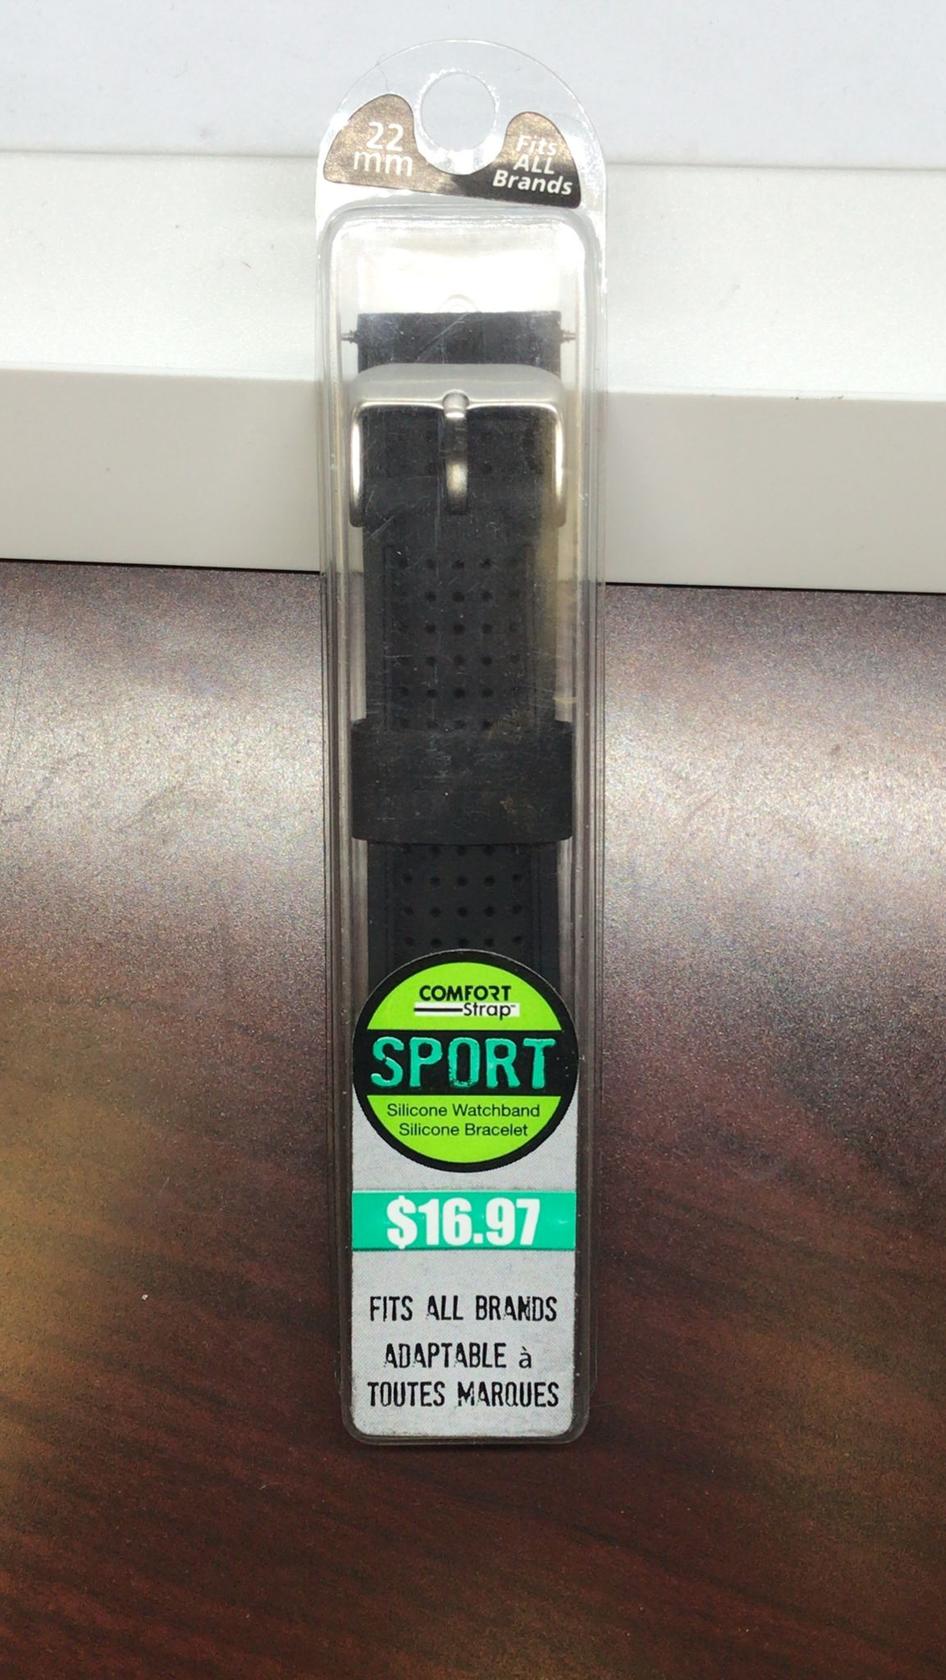 22
mm
Fits
ALL
Brands
COMFORT
Strap™
SPORT
Silicone Watchband
Silicone Bracelet
$16.97
FITS ALL BRANDS
ADAPTABLE à
TOUTES MARQUES